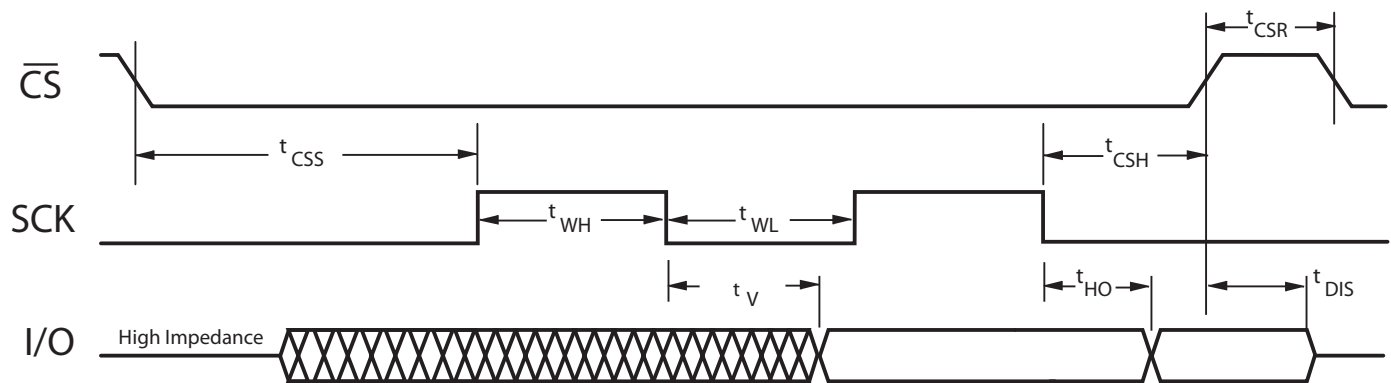 t CSR
CS
t CSS
t CSH
SCK
t WH
t WL
t V
t HO
t DIS
I/O
High Impedance